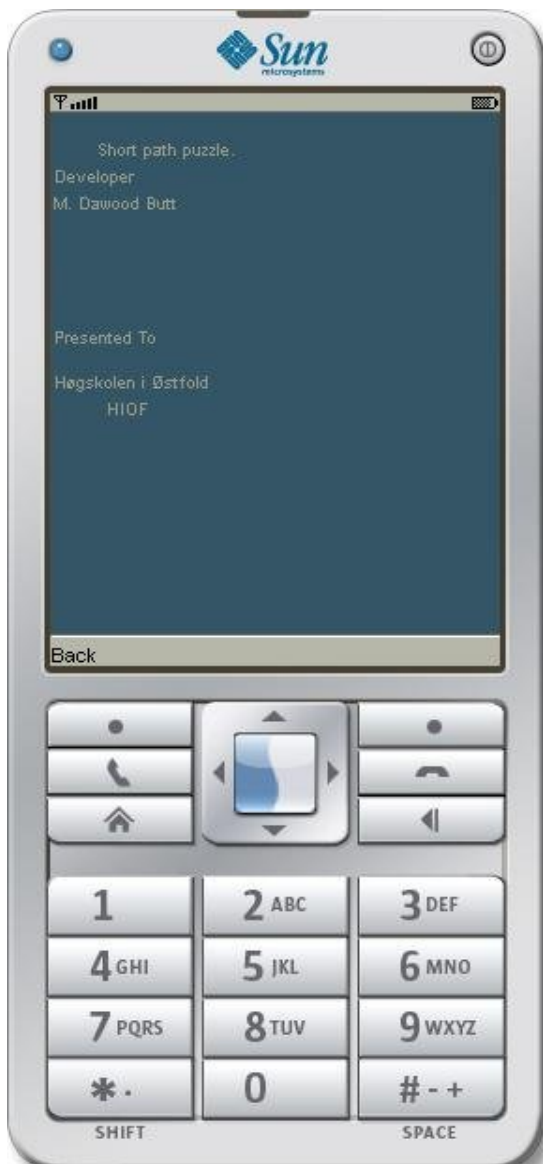 Sun
microsystems
Short path puzzle.
Developer
M. Dawood Butt
Presented To
Høgskolen i Østfold
HIOF
Back
1
2 ABC
3 DEF
4 GHI
5 JKL
6 MNO
7 PQRS
8 TUV
9 WXYZ
* .
0
# - +
SHIFT
SPACE